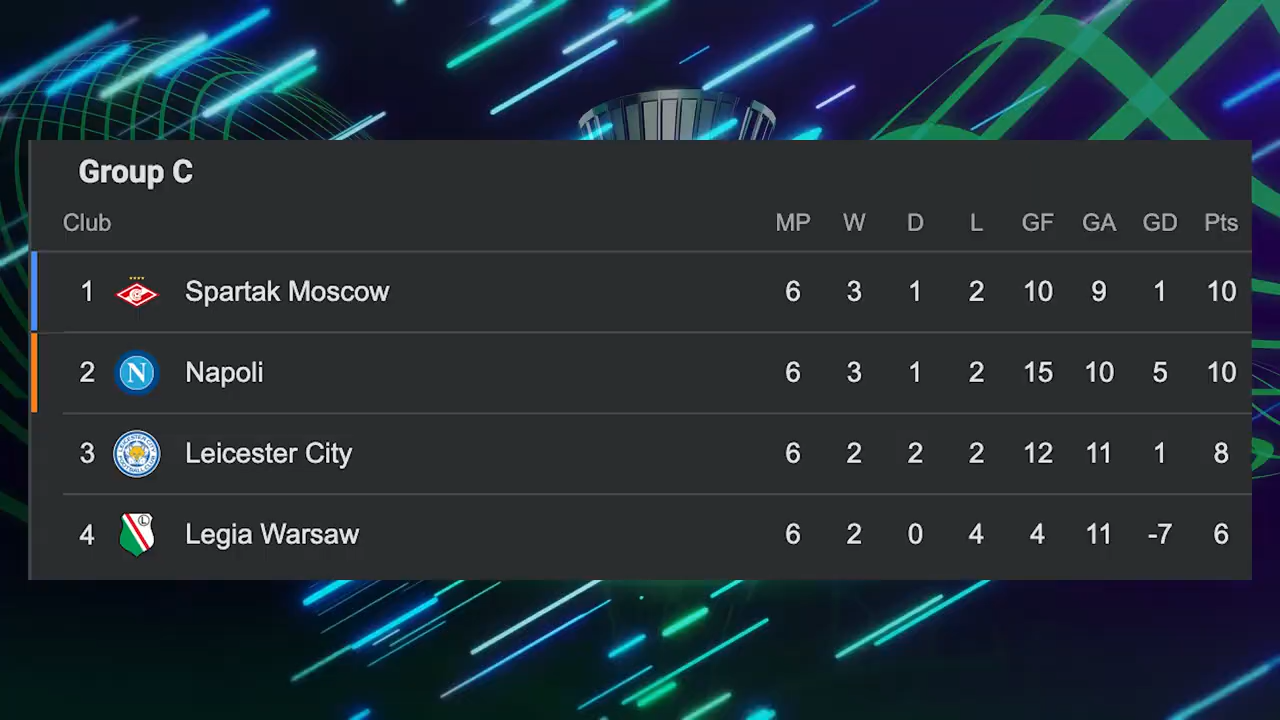 Group C
Club MP W D L GF GA GD Pts
1 Spartak Moscow 6 3 1 2 10 9 1 10
2 N Napoli 6 3 1 2 15 10 5 10
3 Leicester City 6 2 2 2 12 11 1 8
4 L Legia Warsaw 6 2 0 4 4 11 -7 6